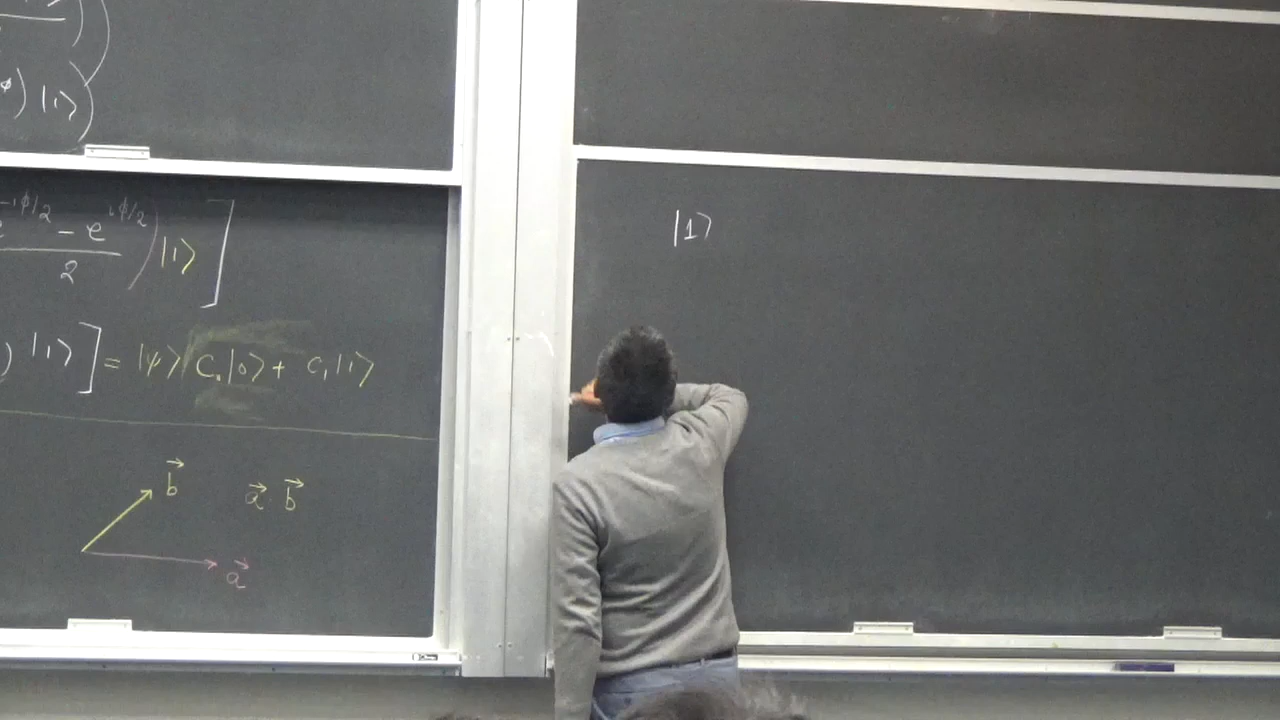 |1⟩)
e^{-iφ/2} - e^{iφ/2}
2
)|1⟩]
) |1⟩] = |ψ⟩ C₀|0⟩ + C₁|1⟩
b⃗
a⃗ b⃗
a⃗
|1⟩